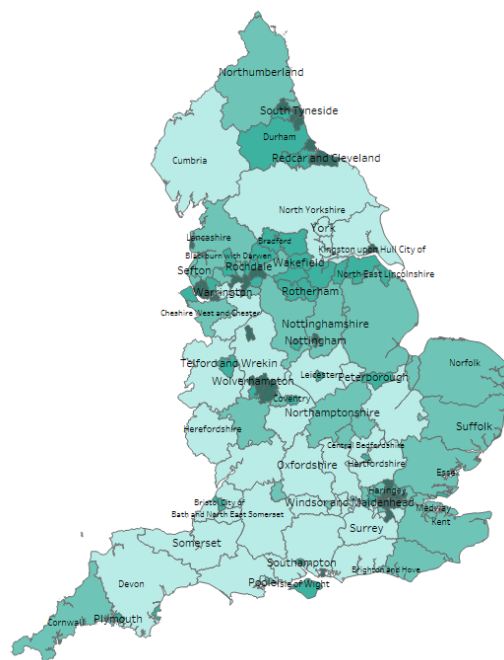 Northumberland
South Tyneside
Durham
Redcar and Cleveland
Cumbria
North Yorkshire
York
Lancashire
Bradford
Kingston upon Hull City of
Blackburn with Darwen
Wakefield
Sefton
Rochdale
North East Lincolnshire
Warrington
Rotherham
Cheshire West and Chester
Nottinghamshire
Nottingham
Telford and Wrekin
Leicester
Peterborough
Norfolk
Wolverhampton
Coventry
Northamptonshire
Suffolk
Herefordshire
Central Bedfordshire
Oxfordshire
Hertfordshire
Essex
Haringey
Bristol City of
Windsor and Maidenhead
Medway
Bath and North East Somerset
Kent
Surrey
Somerset
Southampton
Brighton and Hove
Devon
Poole
Isle of Wight
Cornwall
Plymouth